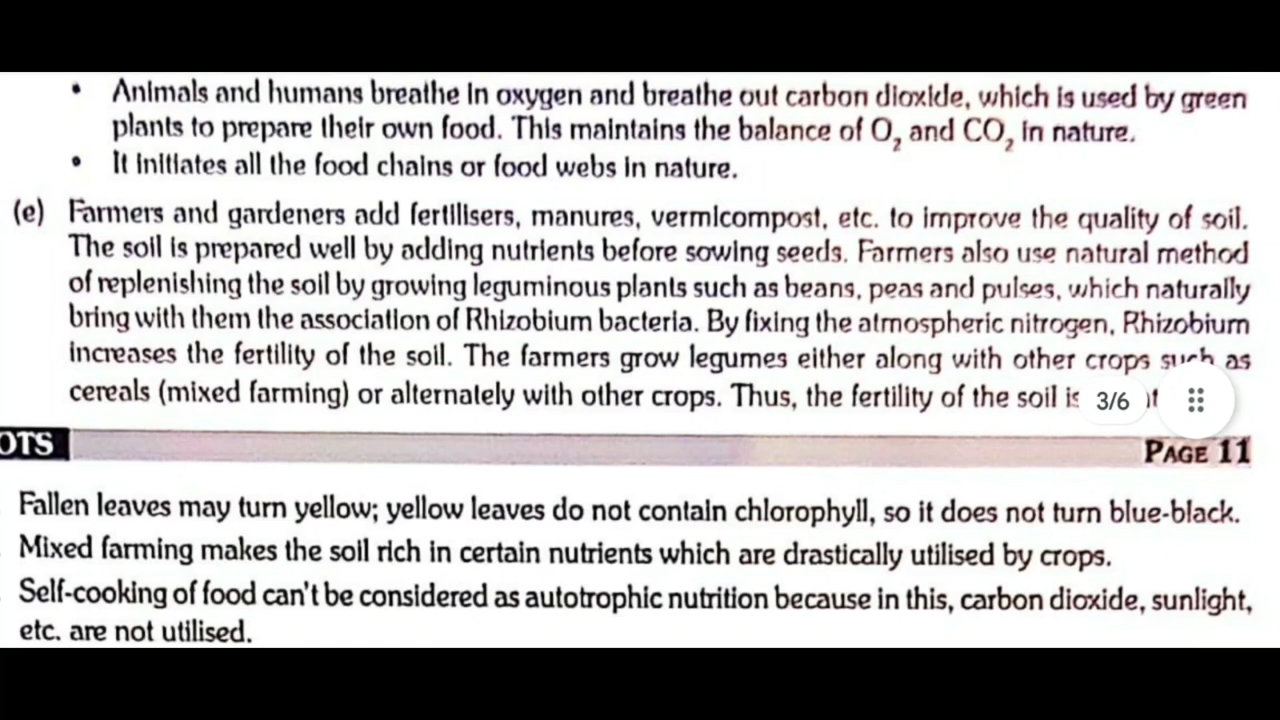 • Animals and humans breathe in oxygen and breathe out carbon dioxide, which is used by green
plants to prepare their own food. This maintains the balance of O₂ and CO₂ in nature.
• It initiates all the food chains or food webs in nature.
(e) Farmers and gardeners add fertilisers, manures, vermicompost, etc. to improve the quality of soil.
The soil is prepared well by adding nutrients before sowing seeds. Farmers also use natural method
of replenishing the soil by growing leguminous plants such as beans, peas and pulses, which naturally
bring with them the association of Rhizobium bacteria. By fixing the atmospheric nitrogen, Rhizobium
increases the fertility of the soil. The farmers grow legumes either along with other crops such as
cereals (mixed farming) or alternately with other crops. Thus, the fertility of the soil is
3/6
OTS PAGE 11
Fallen leaves may turn yellow; yellow leaves do not contain chlorophyll, so it does not turn blue-black.
Mixed farming makes the soil rich in certain nutrients which are drastically utilised by crops.
Self-cooking of food can't be considered as autotrophic nutrition because in this, carbon dioxide, sunlight,
etc. are not utilised.